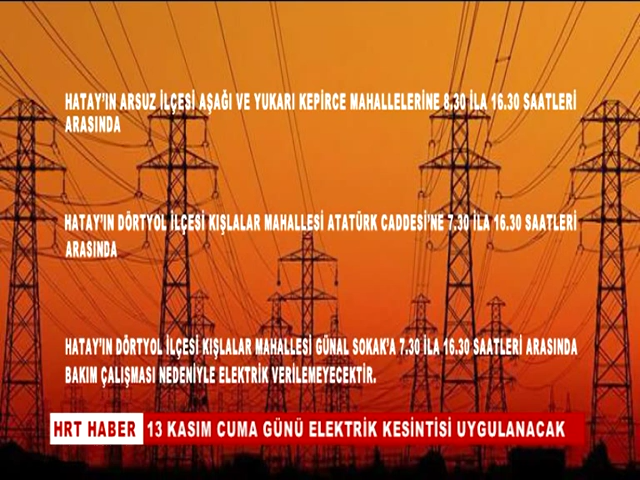 HATAY'IN ARSUZ İLÇESİ AŞAĞI VE YUKARI KEPİRCE MAHALLELERİNE 8.30 İLA 16.30 SAATLERİ
ARASINDA
HATAY'IN DÖRTYOL İLÇESİ KIŞLALAR MAHALLESİ ATATÜRK CADDESİ'NE 7.30 İLA 16.30 SAATLERİ
ARASINDA
HATAY'IN DÖRTYOL İLÇESİ KIŞLALAR MAHALLESİ GÜNAL SOKAK'A 7.30 İLA 16.30 SAATLERİ ARASINDA
BAKIM ÇALIŞMASI NEDENİYLE ELEKTRİK VERİLEMEYECEKTİR.
HRT HABER 13 KASIM CUMA GÜNÜ ELEKTRİK KESİNTİSİ UYGULANACAK